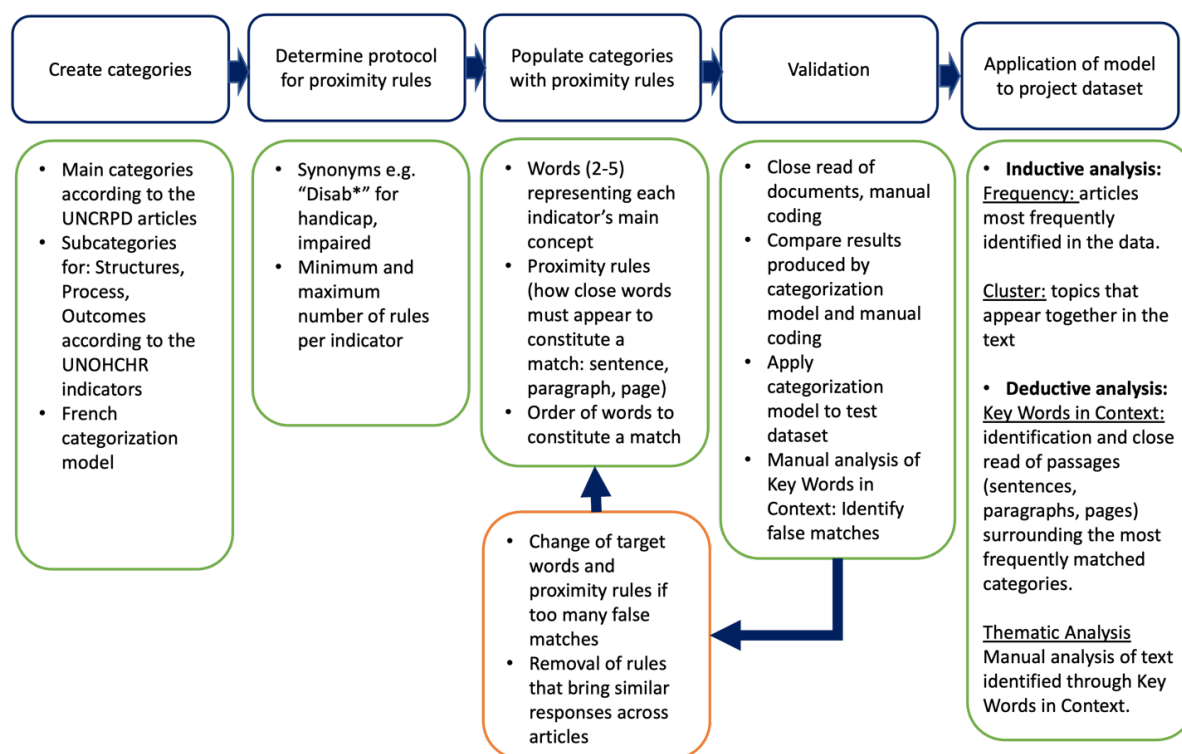 Create categories
Determine protocol
for proximity rules
Populate categories
with proximity rules
Validation
Application of model
to project dataset
• Main categories
according to the
UNCRPD articles
• Subcategories
for: Structures,
Process,
Outcomes
according to the
UNOHCHR
indicators
• French
categorization
model
• Synonyms e.g.
“Disab*” for
handicap,
impaired
• Minimum and
maximum
number of rules
per indicator
• Words (2-5)
representing each
indicator’s main
concept
• Proximity rules
(how close words
must appear to
constitute a
match: sentence,
paragraph, page)
• Order of words to
constitute a match
• Close read of
documents, manual
coding
• Compare results
produced by
categorization
model and manual
coding
• Apply
categorization
model to test
dataset
• Manual analysis of
Key Words in
Context: Identify
false matches
• Inductive analysis:
Frequency: articles
most frequently
identified in the data.
Cluster: topics that
appear together in the
text
• Deductive analysis:
Key Words in Context:
identification and close
read of passages
(sentences,
paragraphs, pages)
surrounding the most
frequently matched
categories.
Thematic Analysis
Manual analysis of text
identified through Key
Words in Context.
• Change of target
words and
proximity rules if
too many false
matches
• Removal of rules
that bring similar
responses across
articles